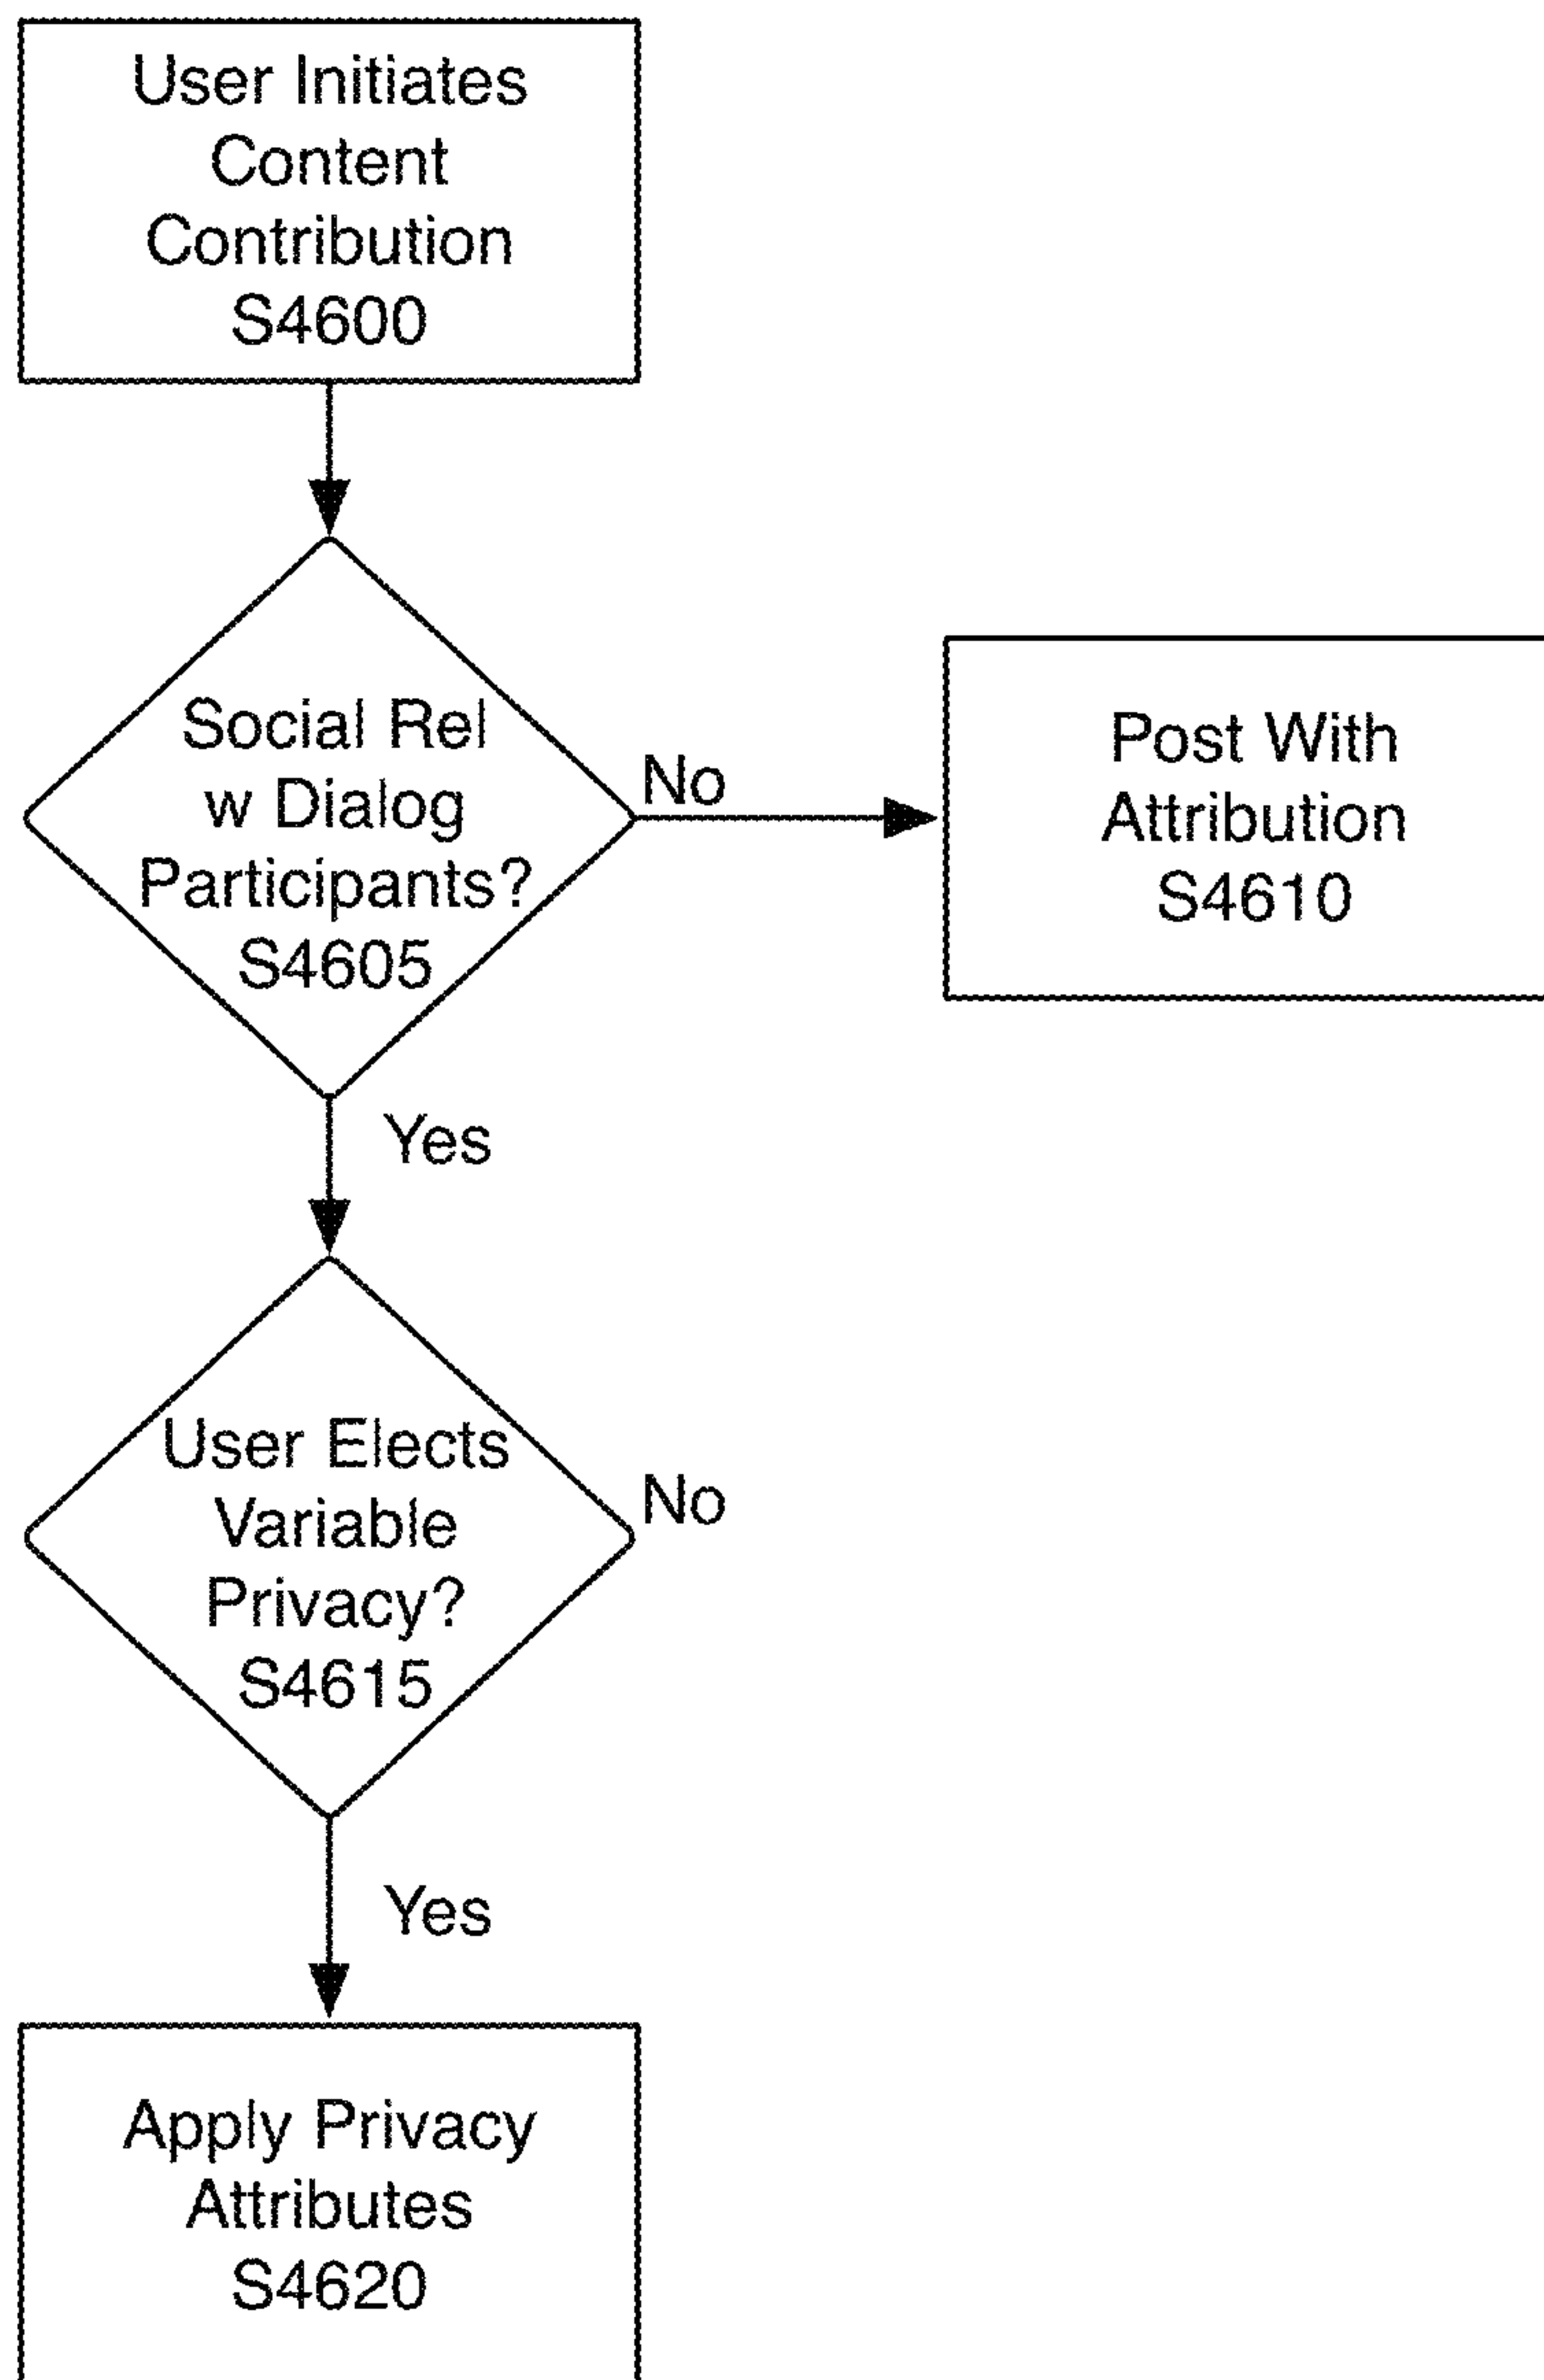 User Initiates
Content
Contribution
S4600
Social Rel
w Dialog
Participants?
S4605
No
Post With
Attribution
S4610
Yes
User Elects
Variable
Privacy?
S4615
No
Yes
Apply Privacy
Attributes
S4620